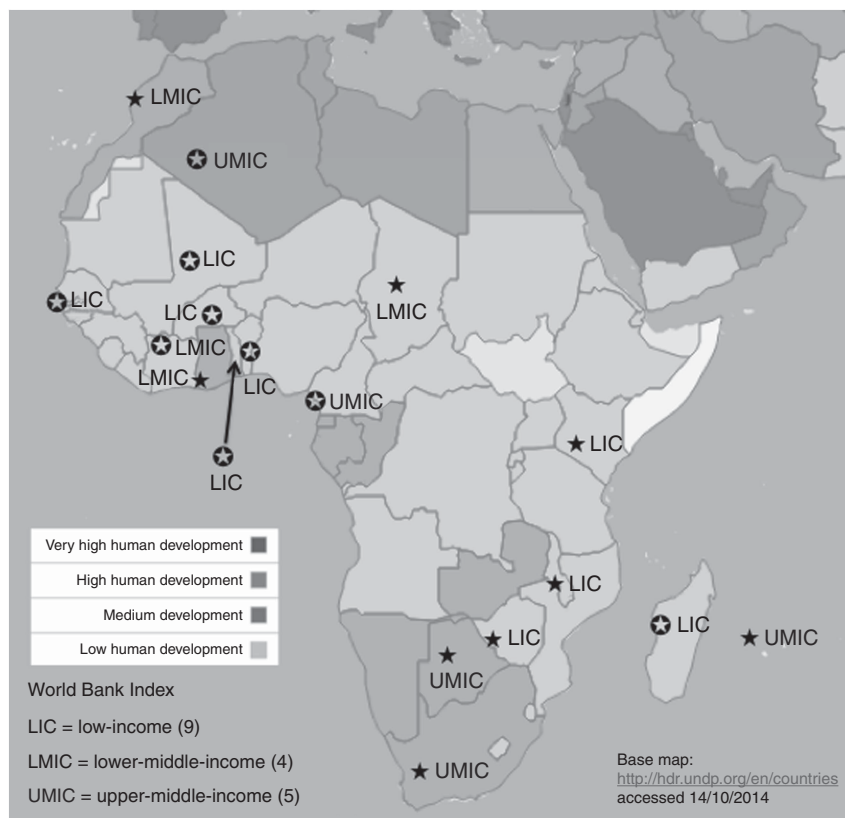 LMIC
UMIC
LIC
LIC
LIC
LMIC
LMIC
LMIC
LIC
UMIC
LIC
LIC
LIC
LIC
LIC
UMIC
UMIC
UMIC
Very high human development
High human development
Medium development
Low human development
World Bank Index
LIC = low-income (9)
LMIC = lower-middle-income (4)
UMIC = upper-middle-income (5)
Base map:
http://hdr.undp.org/en/countries
accessed 14/10/2014